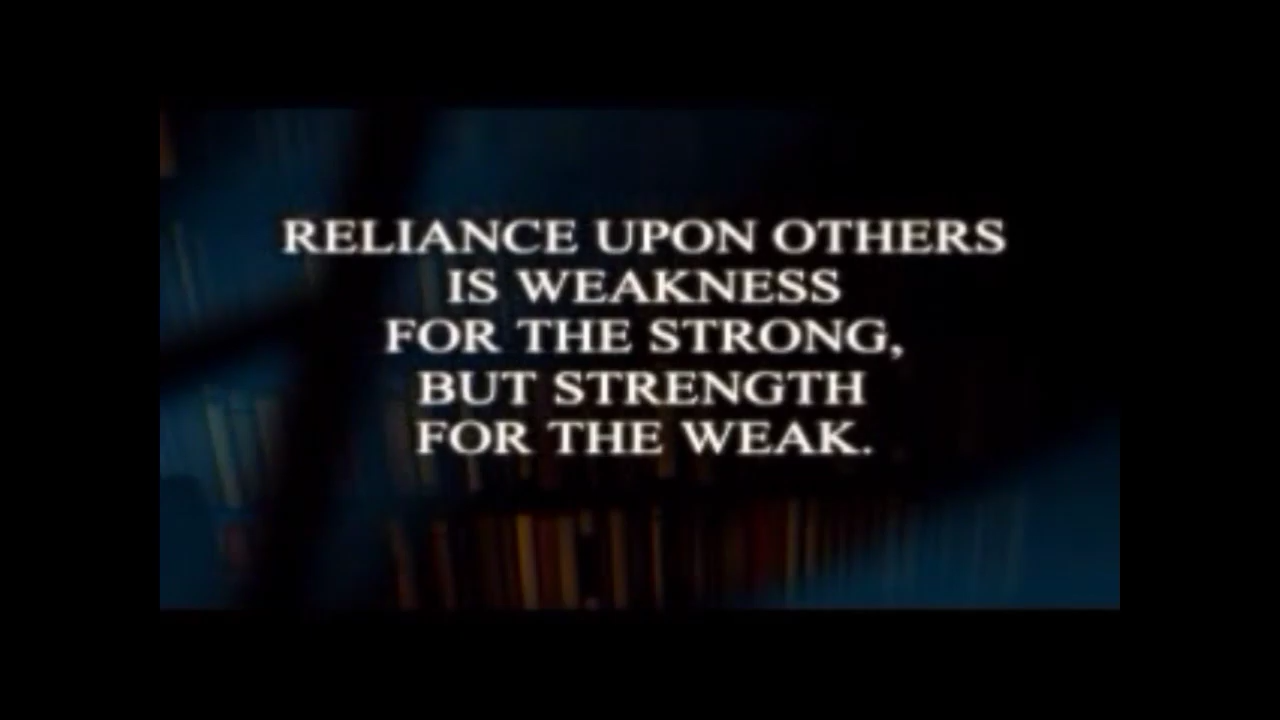 RELIANCE UPON OTHERS
IS WEAKNESS
FOR THE STRONG,
BUT STRENGTH
FOR THE WEAK.